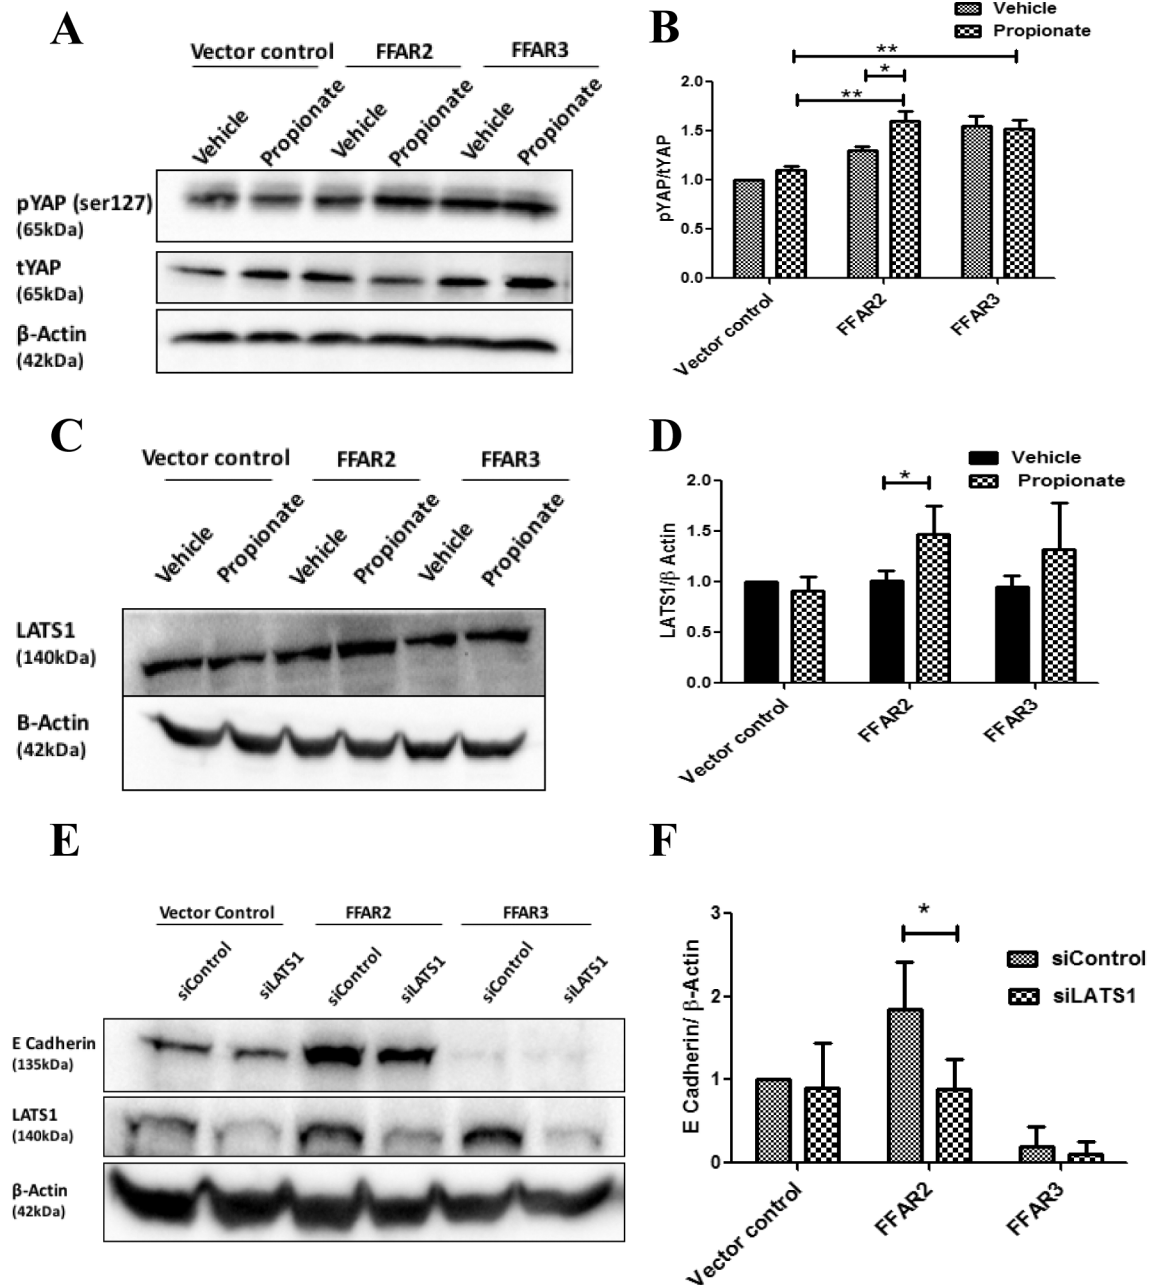 A
Vector control FFAR2 FFAR3
Vehicle Propionate Vehicle Propionate Vehicle Propionate
pYAP (ser127)
(65kDa)
tYAP
(65kDa)
β-Actin
(42kDa)
B
Vehicle
Propionate
**
*
**
2.0
1.5
1.0
0.5
0.0
pYAP/tYAP
Vector control FFAR2 FFAR3
C
Vector control FFAR2 FFAR3
Vehicle Propionate Vehicle Propionate Vehicle Propionate
LATS1
(140kDa)
B-Actin
(42kDa)
D
Vehicle
Propionate
*
2.0
1.5
1.0
0.5
0.0
LATS1/β Actin
Vector control FFAR2 FFAR3
E
Vector Control FFAR2 FFAR3
siControl siLATS1 siControl siLATS1 siControl siLATS1
E Cadherin
(135kDa)
LATS1
(140kDa)
β-Actin
(42kDa)
F
*
siControl
siLATS1
3
2
1
0
E Cadherin/ β-Actin
Vector control FFAR2 FFAR3